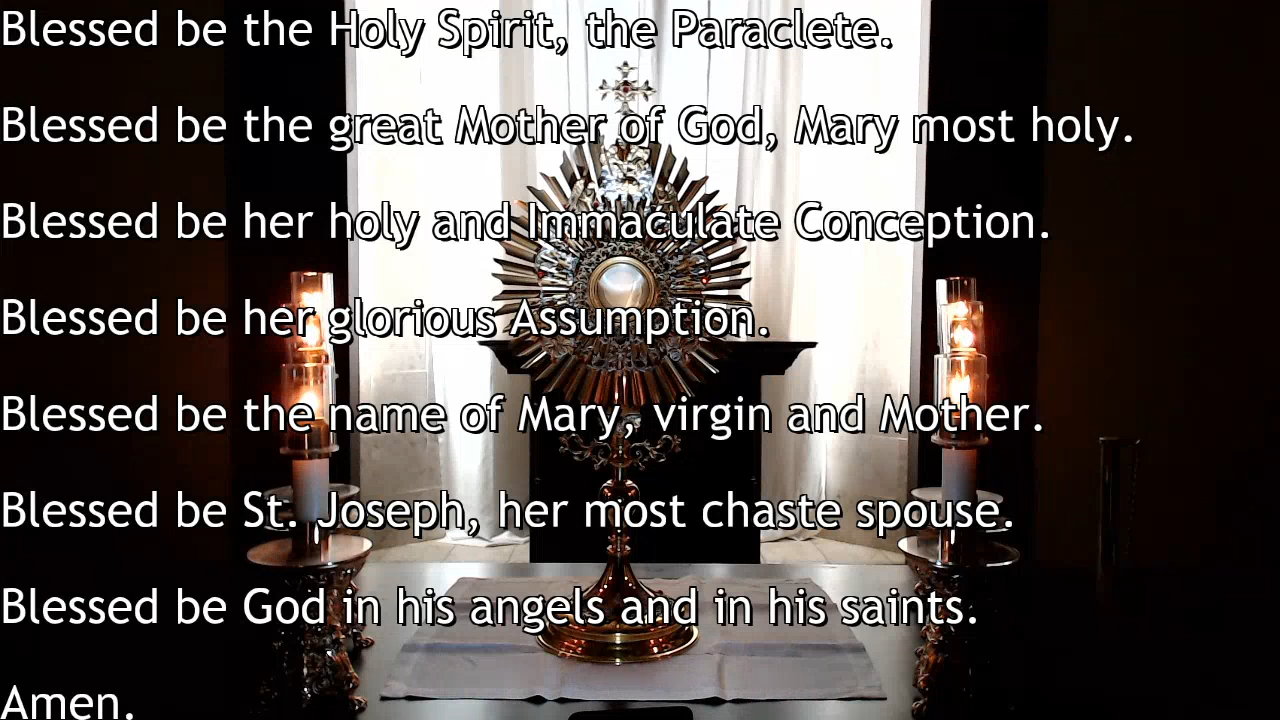 Blessed be the Holy Spirit, the Paraclete.
Blessed be the great Mother of God, Mary most holy.
Blessed be her holy and Immaculate Conception.
Blessed be her glorious Assumption.
Blessed be the name of Mary, virgin and Mother.
Blessed be St. Joseph, her most chaste spouse.
Blessed be God in his angels and in his saints.
Amen.